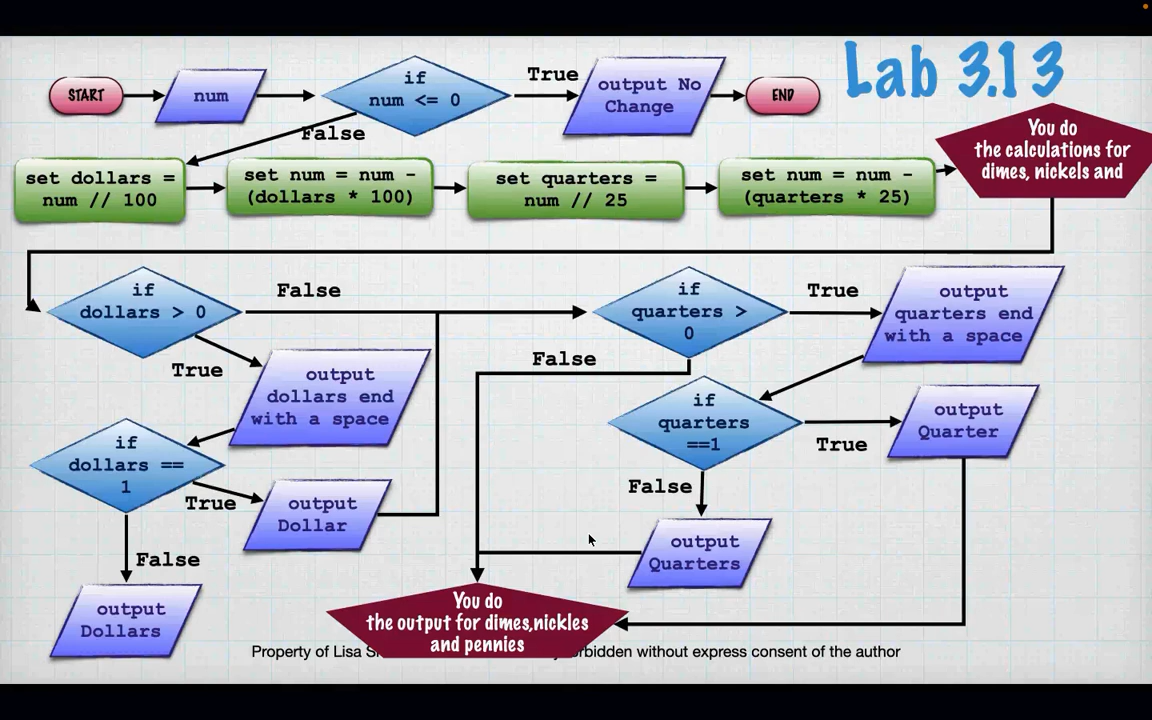 Lab 3.13
START
num
if
num <= 0
True
output No
Change
END
False
You do
the calculations for
dimes, nickels and
set dollars =
num // 100
set num = num -
(dollars * 100)
set quarters =
num // 25
set num = num -
(quarters * 25)
if
dollars > 0
False
True
output
dollars end
with a space
if
dollars ==
1
True
output
Dollar
False
output
Dollars
if
quarters >
0
True
output
quarters end
with a space
False
if
quarters
==1
True
output
Quarter
False
output
Quarters
You do
the output for dimes,nickles
and pennies
Property of Lisa forbidden without express consent of the author